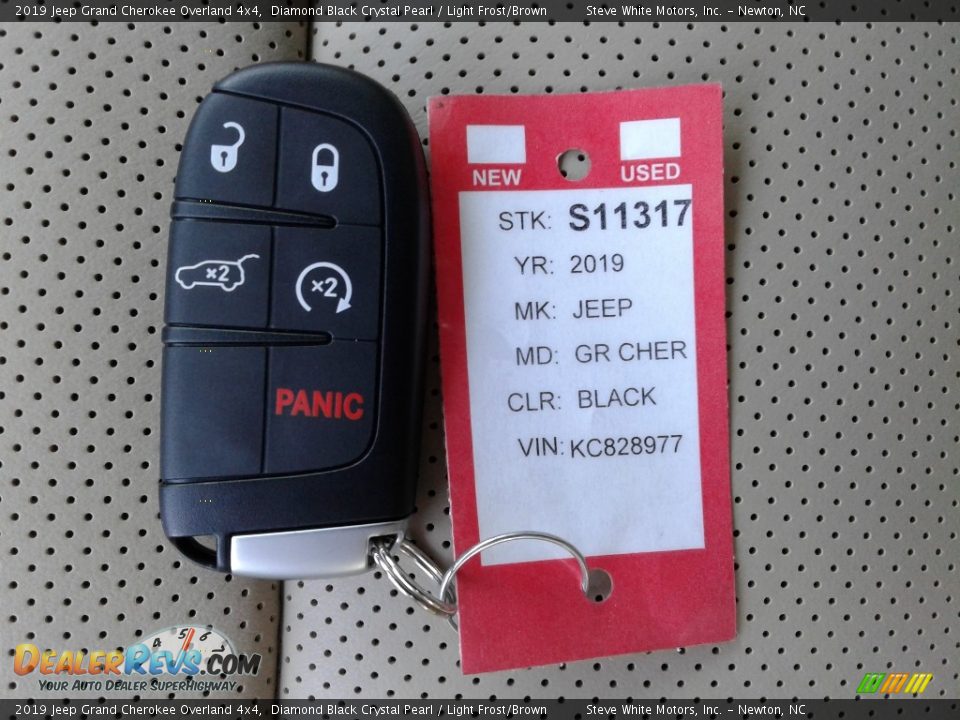 2019 Jeep Grand Cherokee Overland 4x4, Diamond Black Crystal Pearl / Light Frost/Brown Steve White Motors, Inc. – Newton, NC
NEW USED
STK: S11317
YR: 2019
MK: JEEP
MD: GR CHER
CLR: BLACK
VIN: KC828977
×2 ×2
PANIC
4 5 6
DEALERREVS.COM
YOUR AUTO DEALER SUPERHIGHWAY
2019 Jeep Grand Cherokee Overland 4x4, Diamond Black Crystal Pearl / Light Frost/Brown Steve White Motors, Inc. – Newton, NC